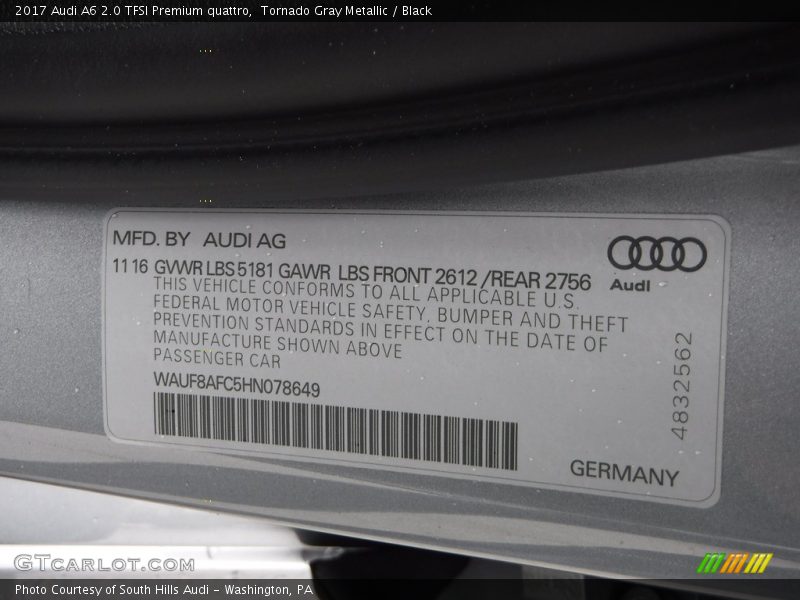 2017 Audi A6 2.0 TFSI Premium quattro, Tornado Gray Metallic / Black
MFD. BY AUDI AG
11 16 GVWR LBS 5181 GAWR LBS FRONT 2612 /REAR 2756
THIS VEHICLE CONFORMS TO ALL APPLICABLE U.S.
FEDERAL MOTOR VEHICLE SAFETY, BUMPER AND THEFT
PREVENTION STANDARDS IN EFFECT ON THE DATE OF
MANUFACTURE SHOWN ABOVE
PASSENGER CAR
WAUF8AFC5HN078649
Audi
4832562
GERMANY
GTcarlot.com
Photo Courtesy of South Hills Audi - Washington, PA